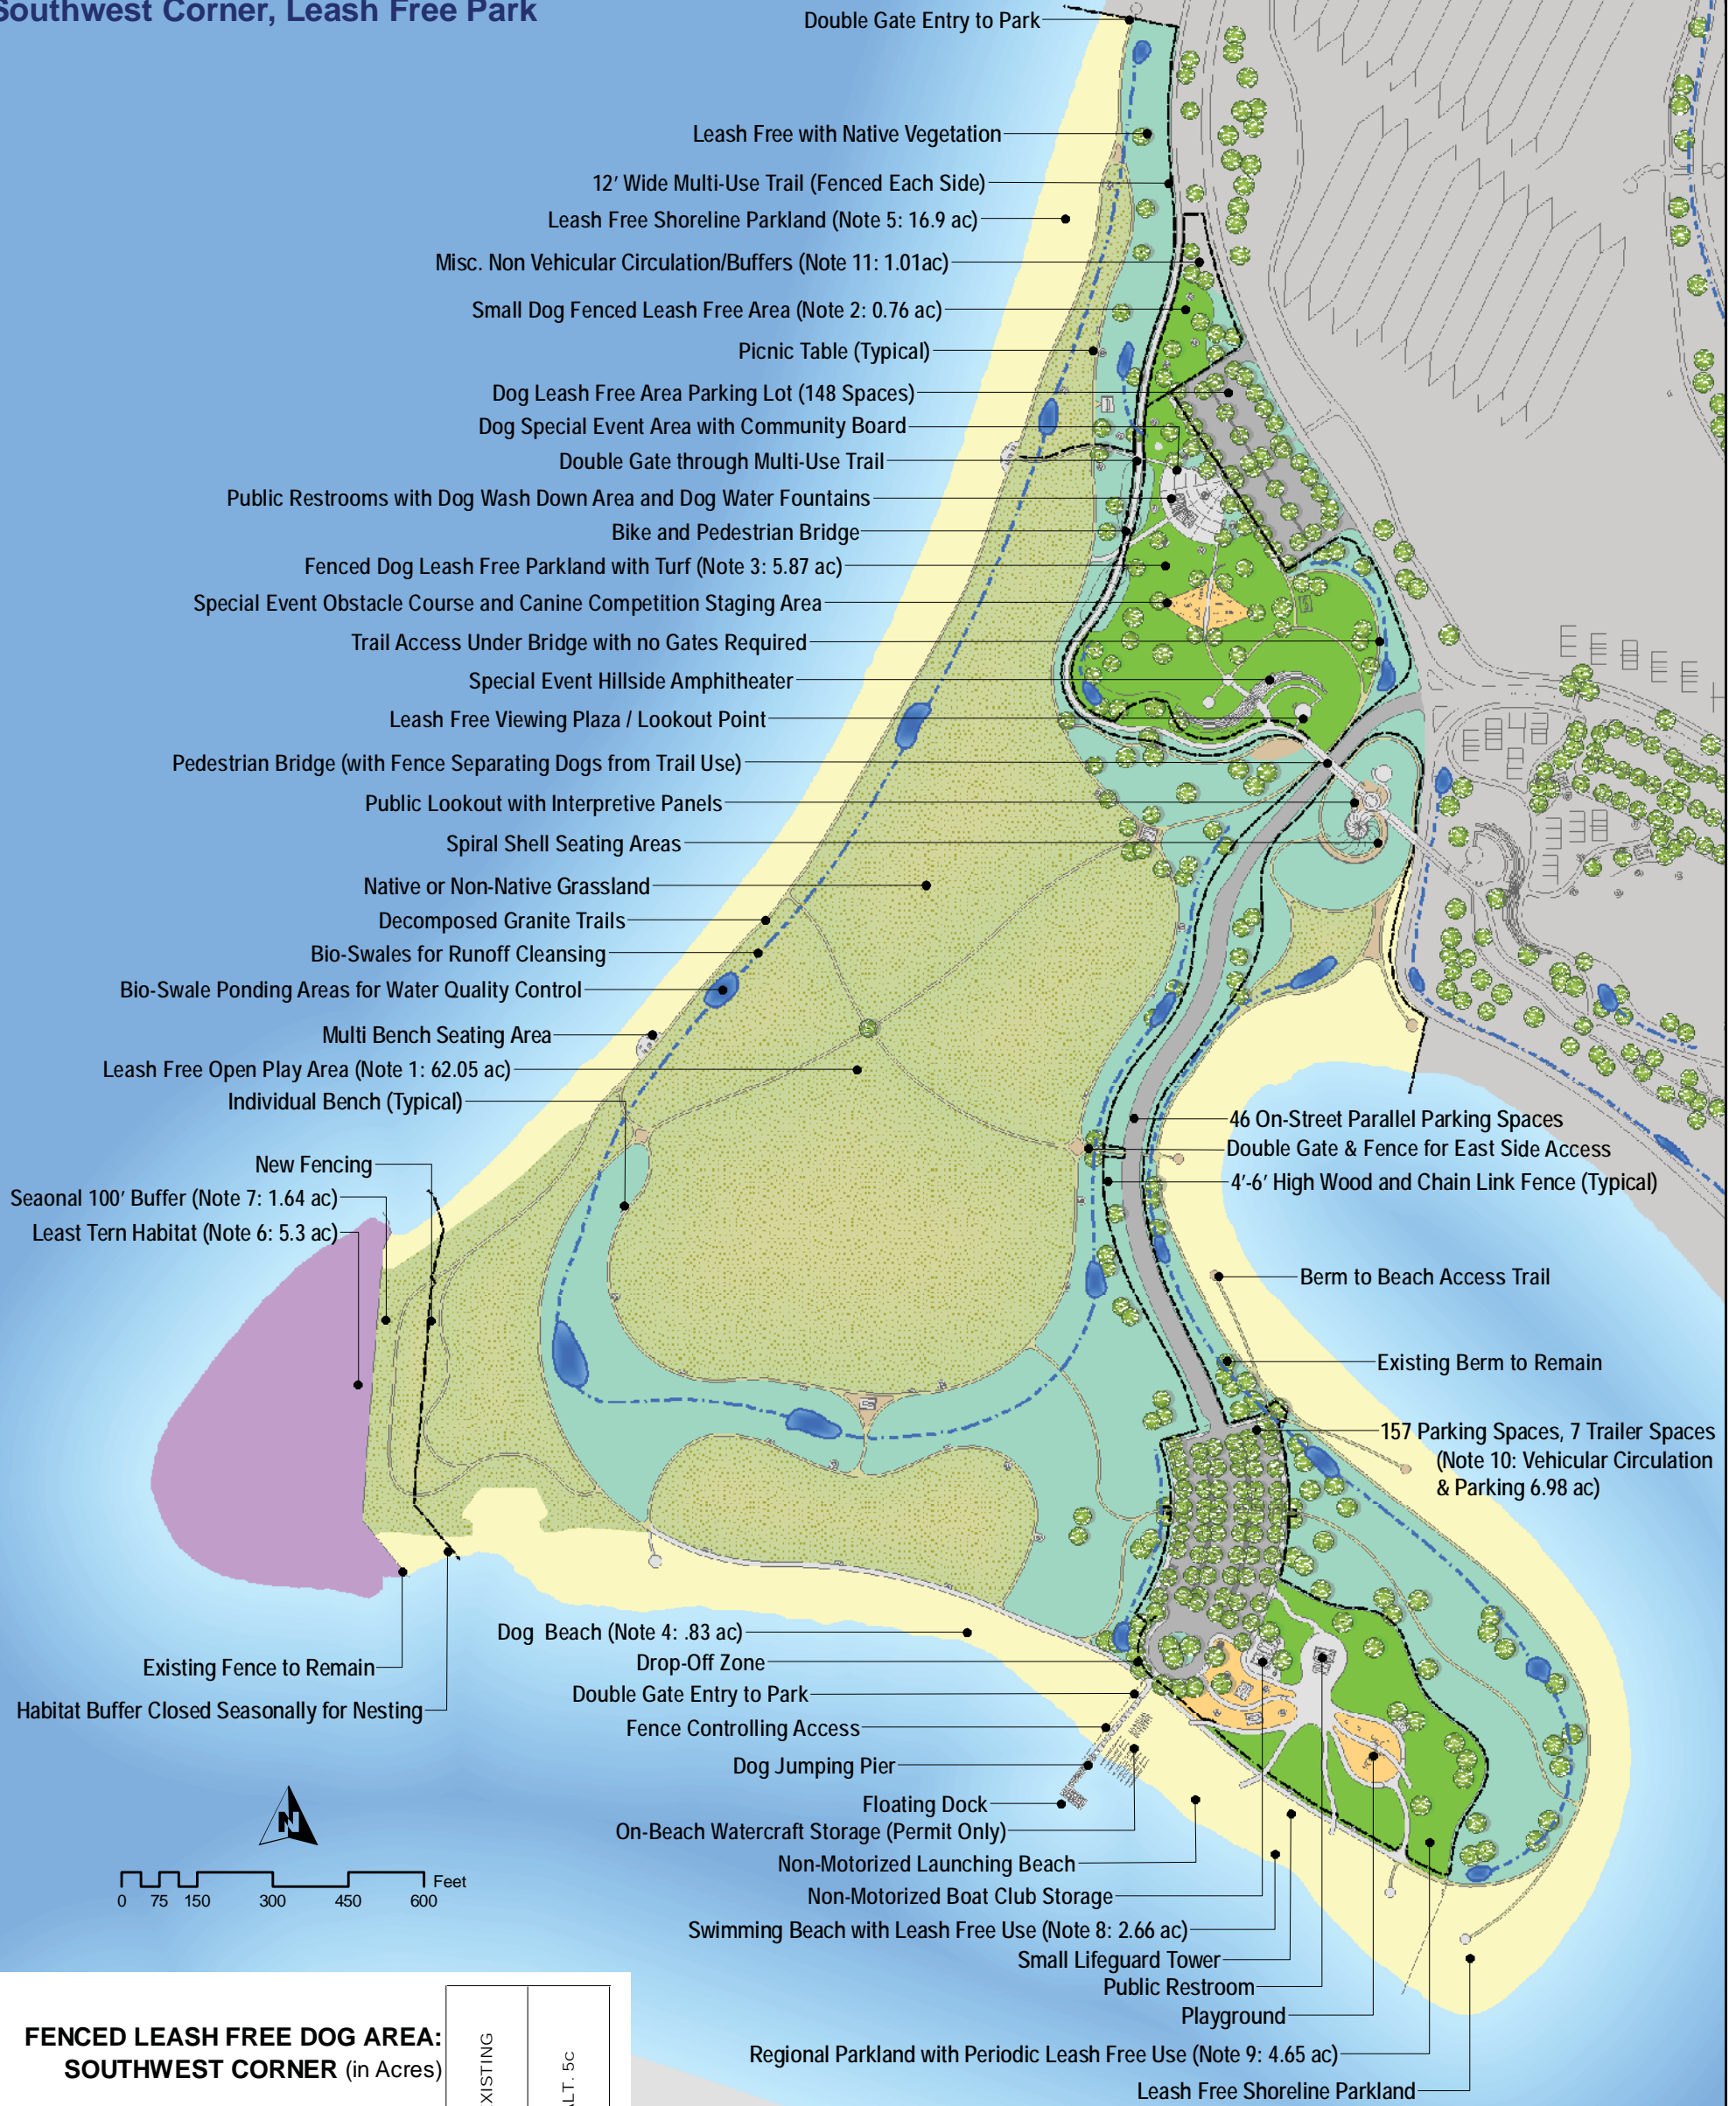 Southwest Corner, Leash Free Park
Double Gate Entry to Park
Leash Free with Native Vegetation
12' Wide Multi-Use Trail (Fenced Each Side)
Leash Free Shoreline Parkland (Note 5: 16.9 ac)
Misc. Non Vehicular Circulation/Buffers (Note 11: 1.01ac)
Small Dog Fenced Leash Free Area (Note 2: 0.76 ac)
Picnic Table (Typical)
Dog Leash Free Area Parking Lot (148 Spaces)
Dog Special Event Area with Community Board
Double Gate through Multi-Use Trail
Public Restrooms with Dog Wash Down Area and Dog Water Fountains
Bike and Pedestrian Bridge
Fenced Dog Leash Free Parkland with Turf (Note 3: 5.87 ac)
Special Event Obstacle Course and Canine Competition Staging Area
Trail Access Under Bridge with no Gates Required
Special Event Hillside Amphitheater
Leash Free Viewing Plaza / Lookout Point
Pedestrian Bridge (with Fence Separating Dogs from Trail Use)
Public Lookout with Interpretive Panels
Spiral Shell Seating Areas
Native or Non-Native Grassland
Decomposed Granite Trails
Bio-Swales for Runoff Cleansing
Bio-Swale Ponding Areas for Water Quality Control
Multi Bench Seating Area
Leash Free Open Play Area (Note 1: 62.05 ac)
Individual Bench (Typical)
46 On-Street Parallel Parking Spaces
Double Gate & Fence for East Side Access
New Fencing
4'-6' High Wood and Chain Link Fence (Typical)
Seaonal 100' Buffer (Note 7: 1.64 ac)
Least Tern Habitat (Note 6: 5.3 ac)
Berm to Beach Access Trail
Existing Berm to Remain
157 Parking Spaces, 7 Trailer Spaces
(Note 10: Vehicular Circulation
& Parking 6.98 ac)
Dog Beach (Note 4: .83 ac)
Drop-Off Zone
Existing Fence to Remain
Double Gate Entry to Park
Habitat Buffer Closed Seasonally for Nesting
Fence Controlling Access
Dog Jumping Pier
Floating Dock
On-Beach Watercraft Storage (Permit Only)
Non-Motorized Launching Beach
N
Feet
0 75 150 300 450 600
Non-Motorized Boat Club Storage
Swimming Beach with Leash Free Use (Note 8: 2.66 ac)
Small Lifeguard Tower
Public Restroom
Playground
Regional Parkland with Periodic Leash Free Use (Note 9: 4.65 ac)
Leash Free Shoreline Parkland
FENCED LEASH FREE DOG AREA:
SOUTHWEST CORNER (in Acres)
EXISTING
ALT. 5c